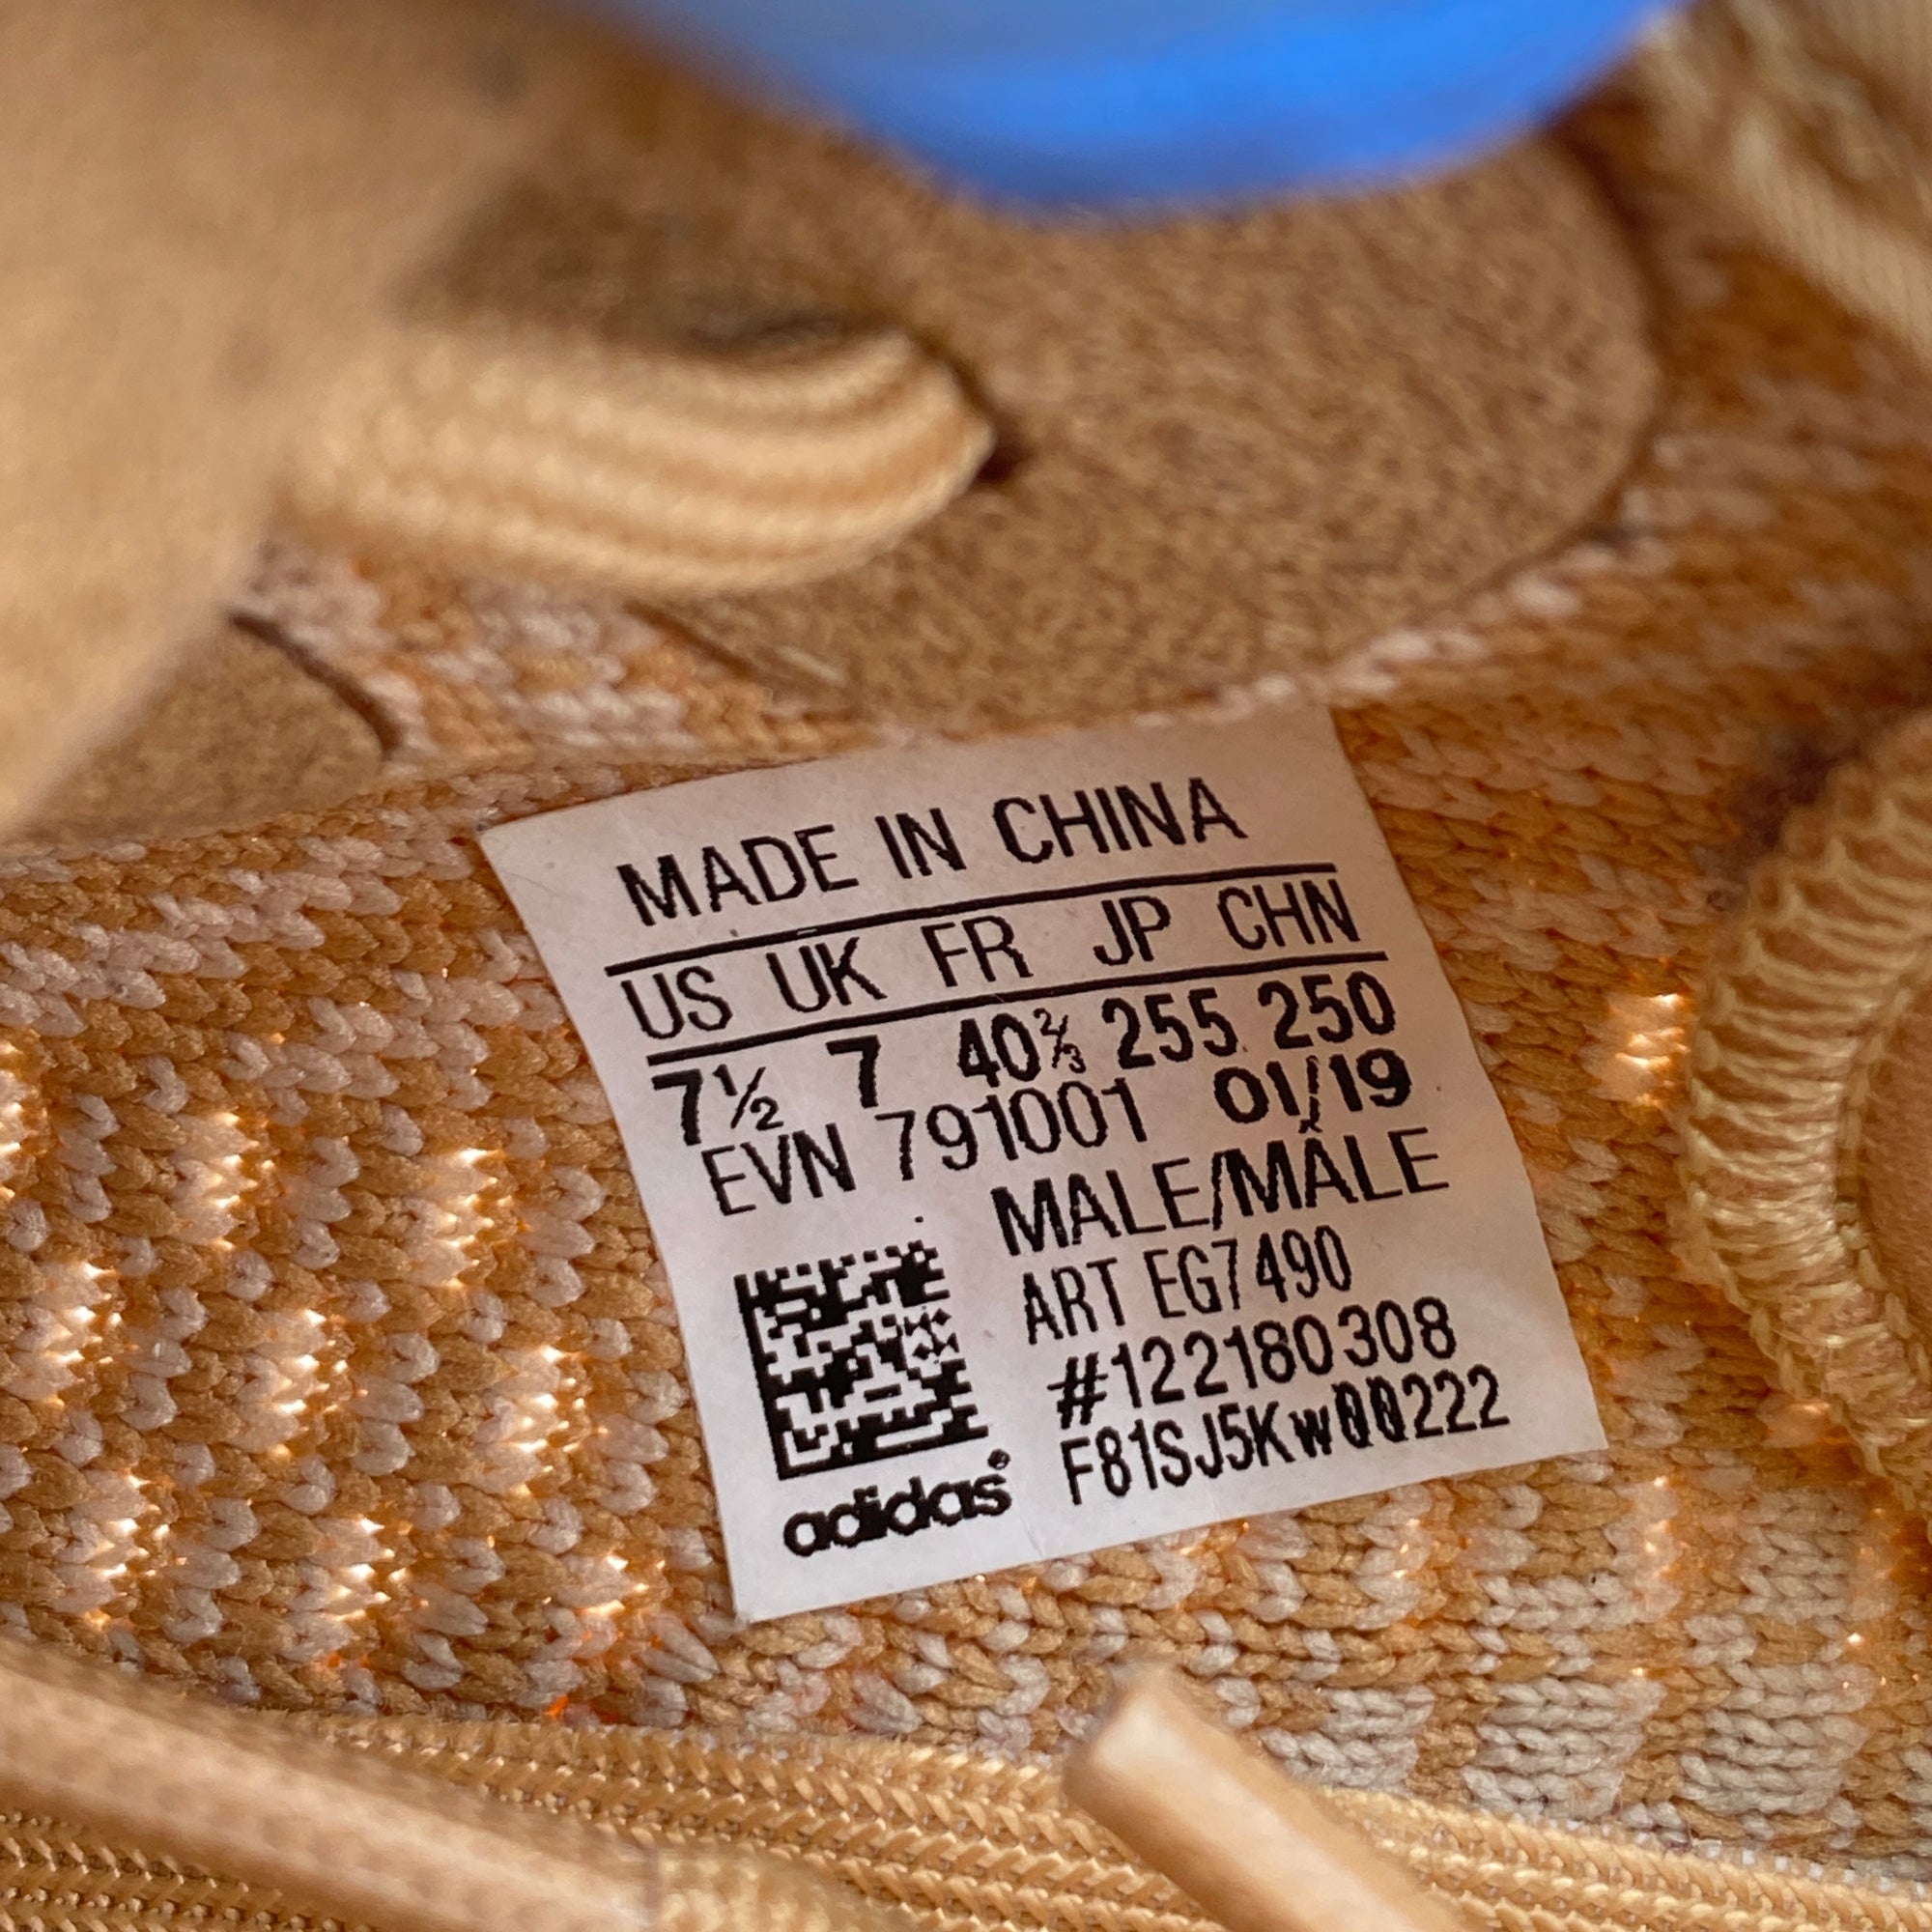 MADE IN CHINA
US UK FR JP CHN
7½ 7 40⅔ 255 250
EVN 791001 01/19
MALE/MÂLE
ART EG7490
#122180308
F81SJ5Kw00222
adidas®